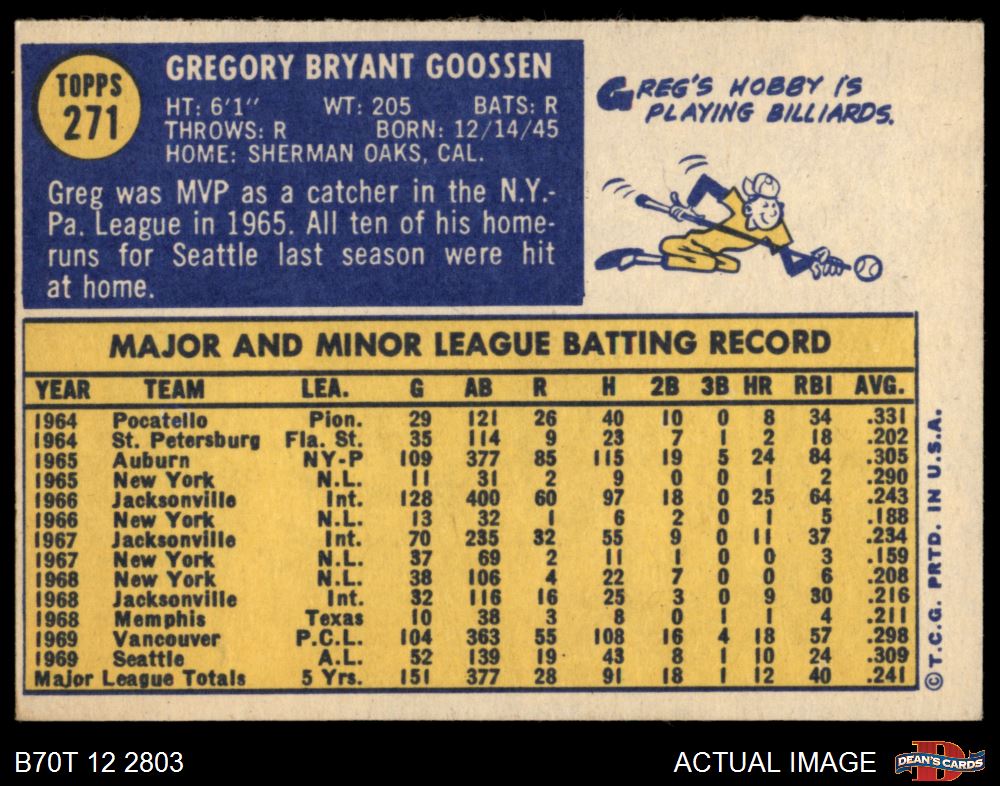 TOPPS
271
GREGORY BRYANT GOOSSEN
HT: 6'1" WT: 205 BATS: R
THROWS: R BORN: 12/14/45
HOME: SHERMAN OAKS, CAL.
Greg was MVP as a catcher in the N.Y.-
Pa. League in 1965. All ten of his home-
runs for Seattle last season were hit
at home.
GREG'S HOBBY IS
PLAYING BILLIARDS.
MAJOR AND MINOR LEAGUE BATTING RECORD
YEAR TEAM LEA. G AB R H 2B 3B HR RBI AVG.
1964 Pocatello Pion. 29 121 26 40 10 0 8 34 .331
1964 St. Petersburg Fla. St. 35 114 9 23 7 1 2 18 .202
1965 Auburn NY-P 109 377 85 115 19 5 24 84 .305
1965 New York N.L. 11 31 2 9 0 0 1 2 .290
1966 Jacksonville Int. 128 400 60 97 18 0 25 64 .243
1966 New York N.L. 13 32 1 6 2 0 1 5 .188
1967 Jacksonville Int. 70 235 32 55 9 0 11 37 .234
1967 New York N.L. 37 69 2 11 1 0 0 3 .159
1968 New York N.L. 38 106 4 22 7 0 0 6 .208
1968 Jacksonville Int. 32 116 16 25 3 0 9 30 .216
1968 Memphis Texas 10 38 3 8 0 1 1 4 .211
1969 Vancouver P.C.L. 104 363 55 108 16 4 18 57 .298
1969 Seattle A.L. 52 139 19 43 8 1 10 24 .309
Major League Totals 5 Yrs. 151 377 28 91 18 1 12 40 .241
© T.C.G. PRTD. IN U.S.A.
B70T 12 2803
ACTUAL IMAGE
D
DEAN'S CARDS